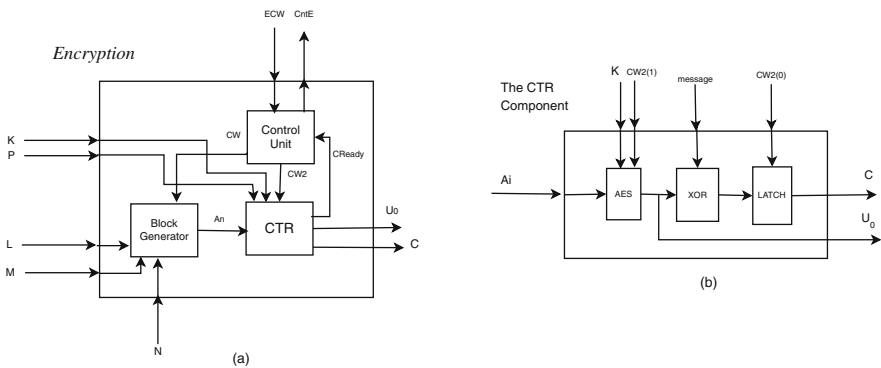 ECW CntE
Encryption
K
P
CW
Control
Unit
CReady
CW2
Block
Generator
An
CTR
U0
C
L
M
N
(a)
The CTR
Component
K CW2(1)
message
CW2(0)
Ai
AES
XOR
LATCH
C
U0
(b)